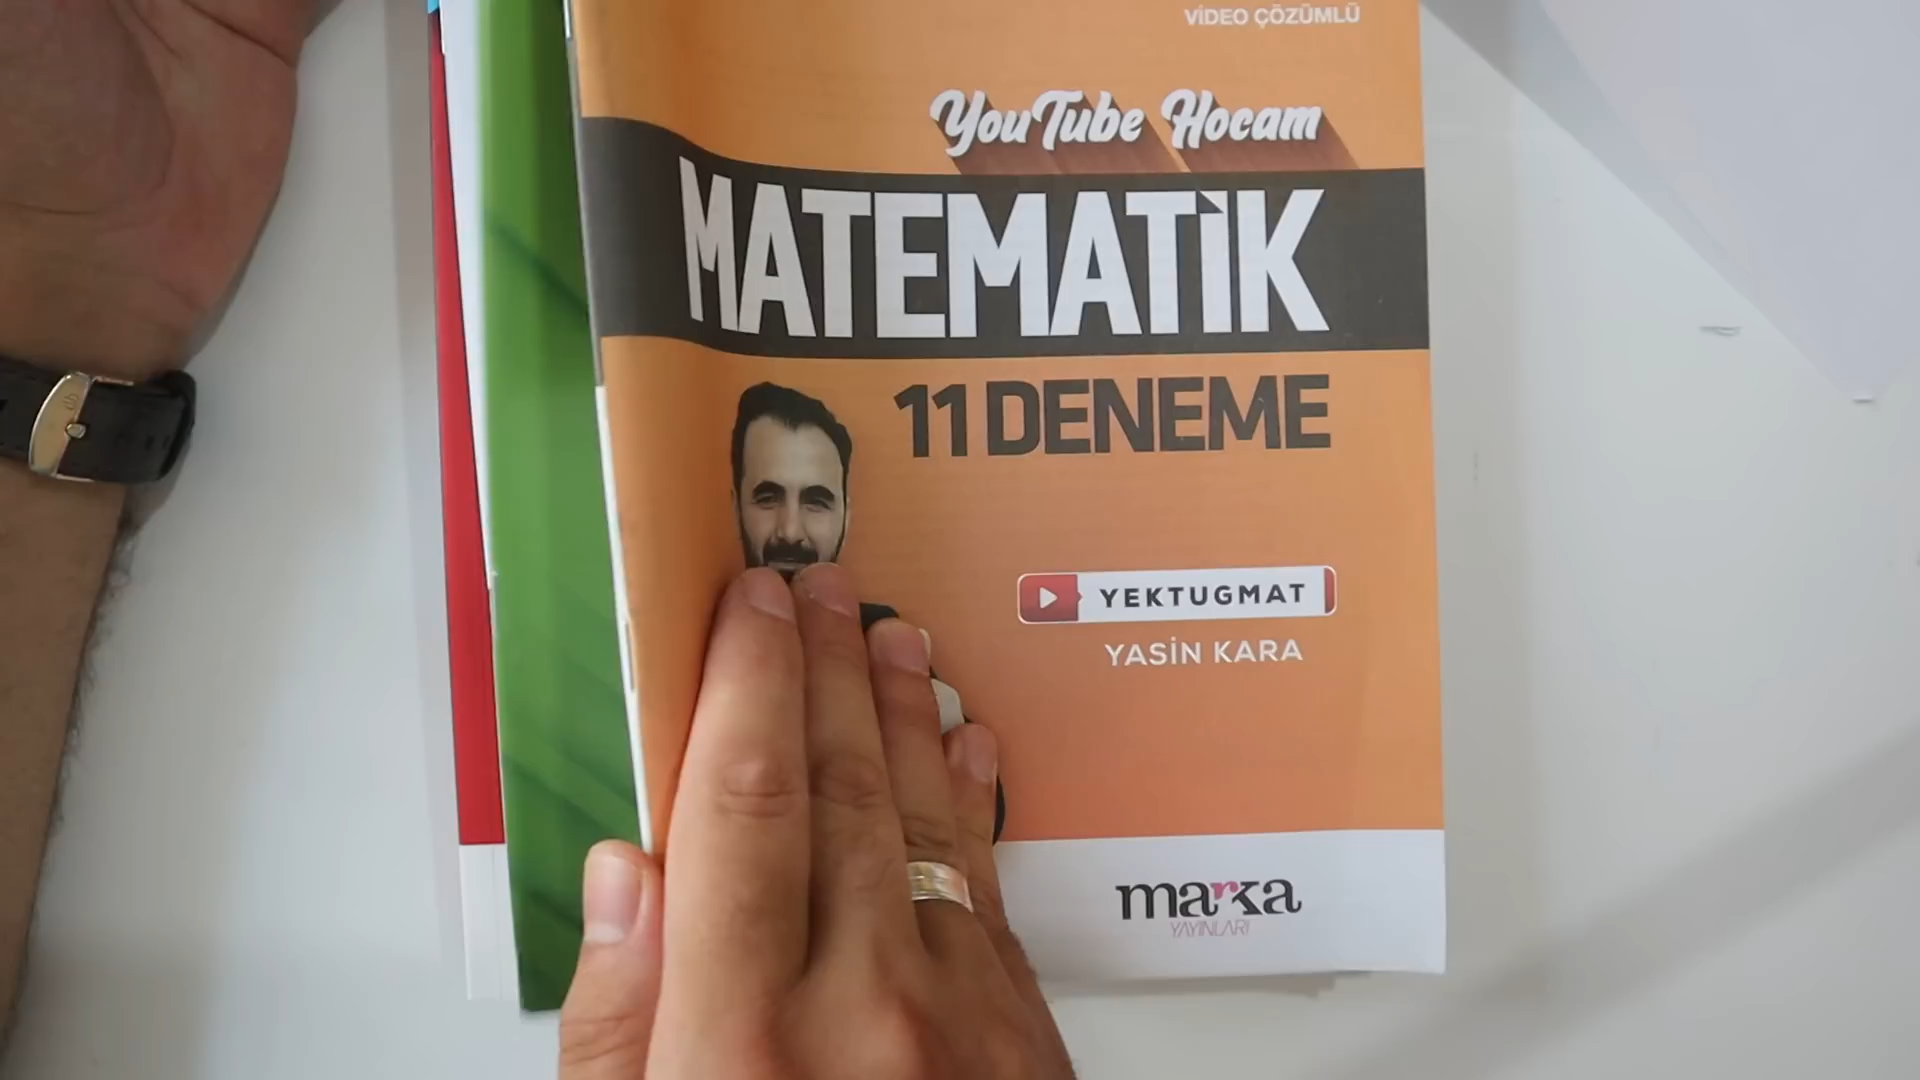 VİDEO ÇÖZÜMLÜ
YouTube Hocam
MATEMATİK
11 DENEME
YEKTUGMAT
YASİN KARA
marka
YAYINLARI